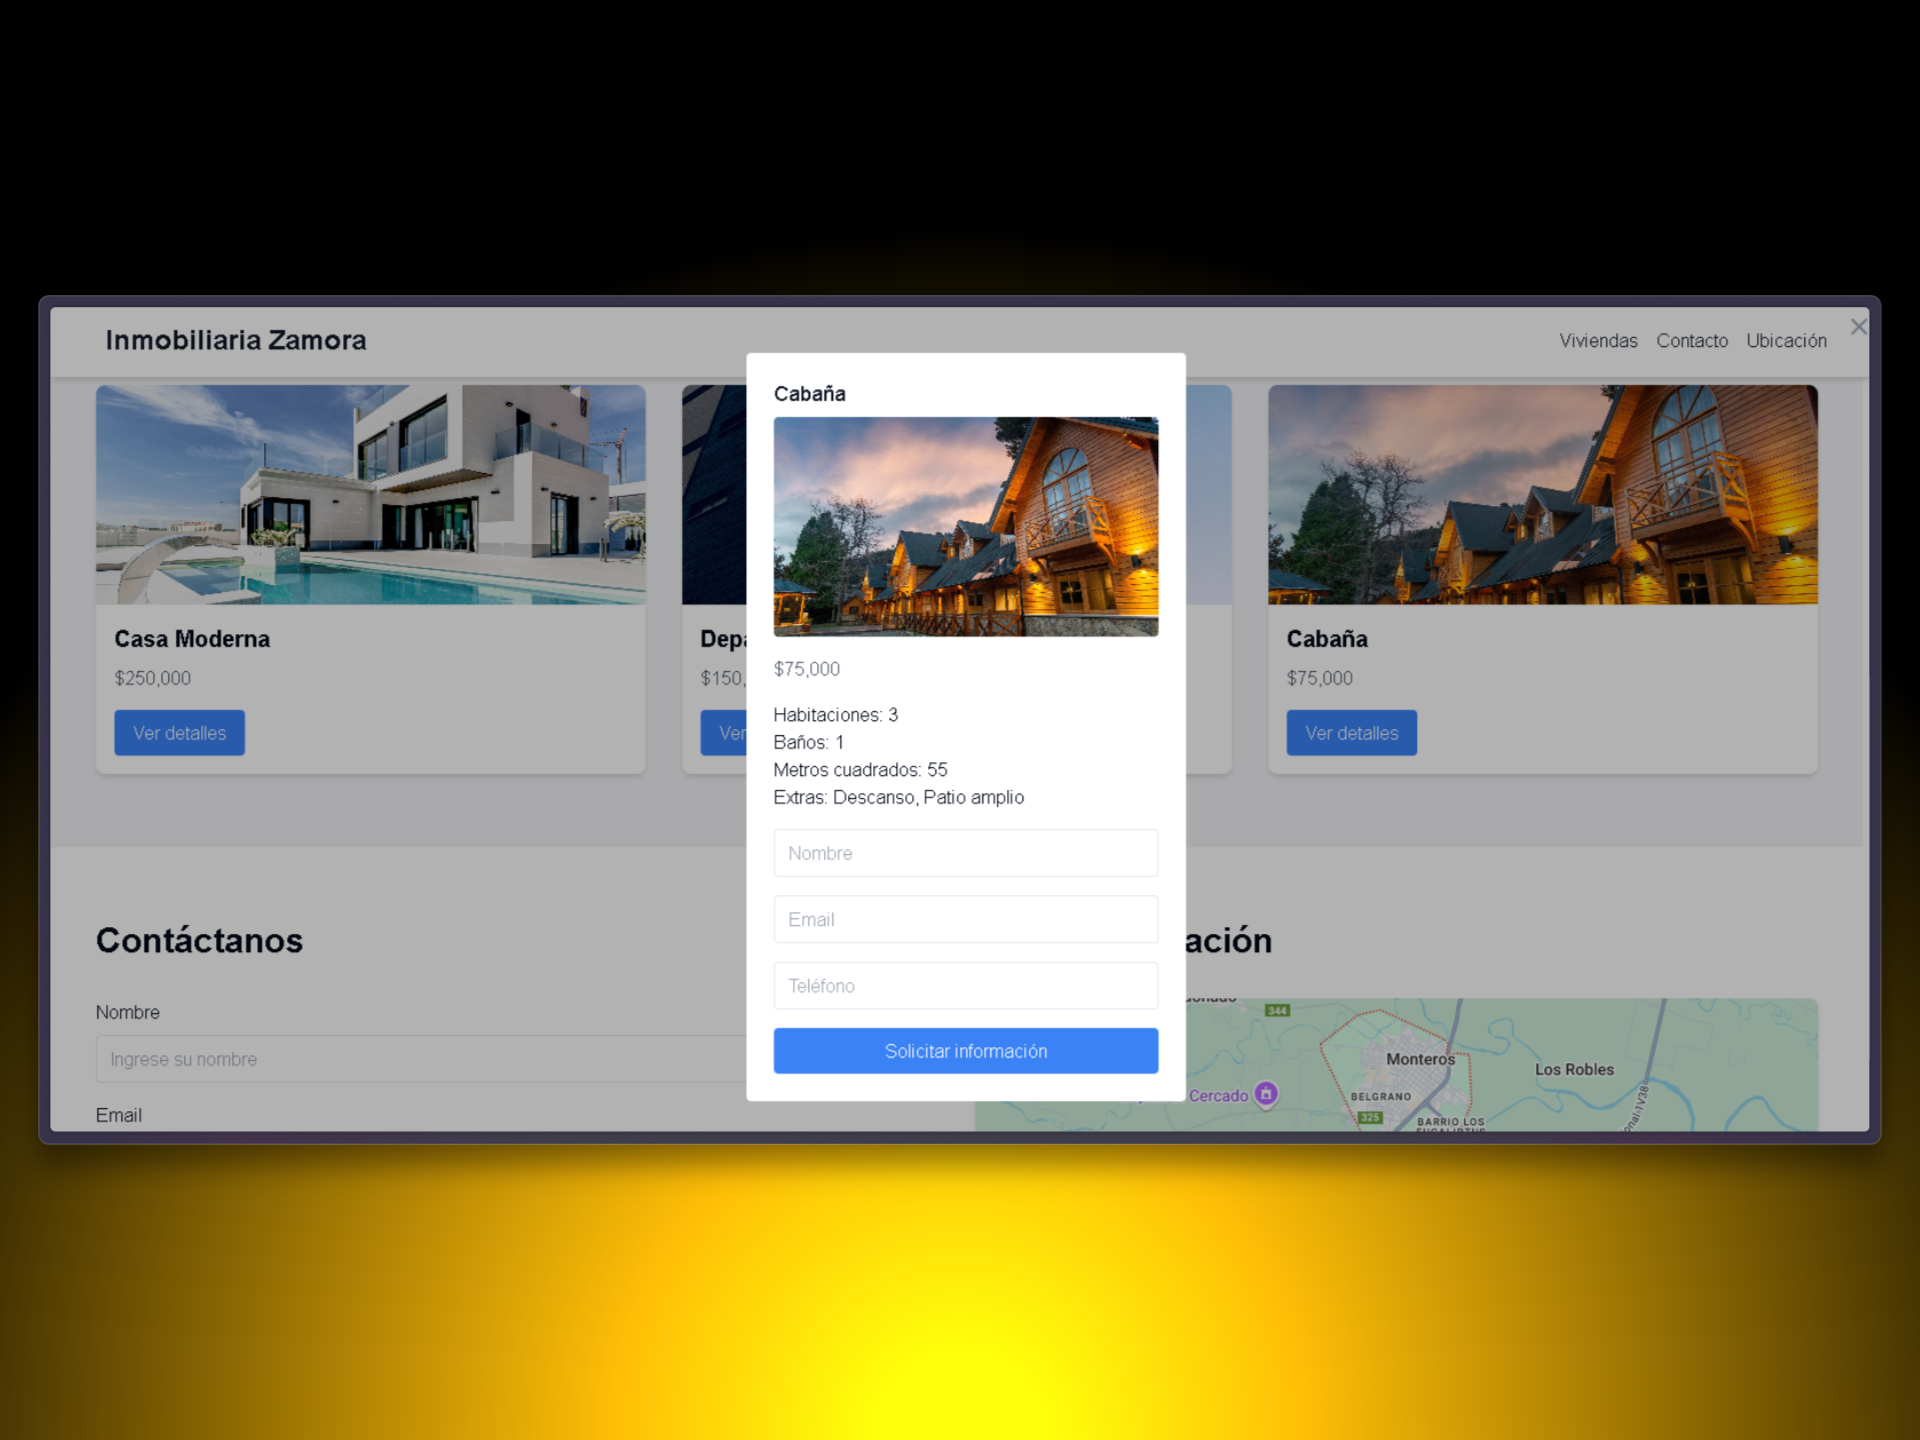 Inmobiliaria Zamora
Viviendas Contacto Ubicación
Cabaña
$75,000
Habitaciones: 3
Baños: 1
Metros cuadrados: 55
Extras: Descanso, Patio amplio
Nombre
Email
Teléfono
Solicitar información
Casa Moderna
$250,000
Ver detalles
$150,
Ver
Cabaña
$75,000
Ver detalles
Contáctanos
Nombre
Ingrese su nombre
Email
344
Monteros
Los Robles
Cercado
BELGRANO
325
BARRIO LOS